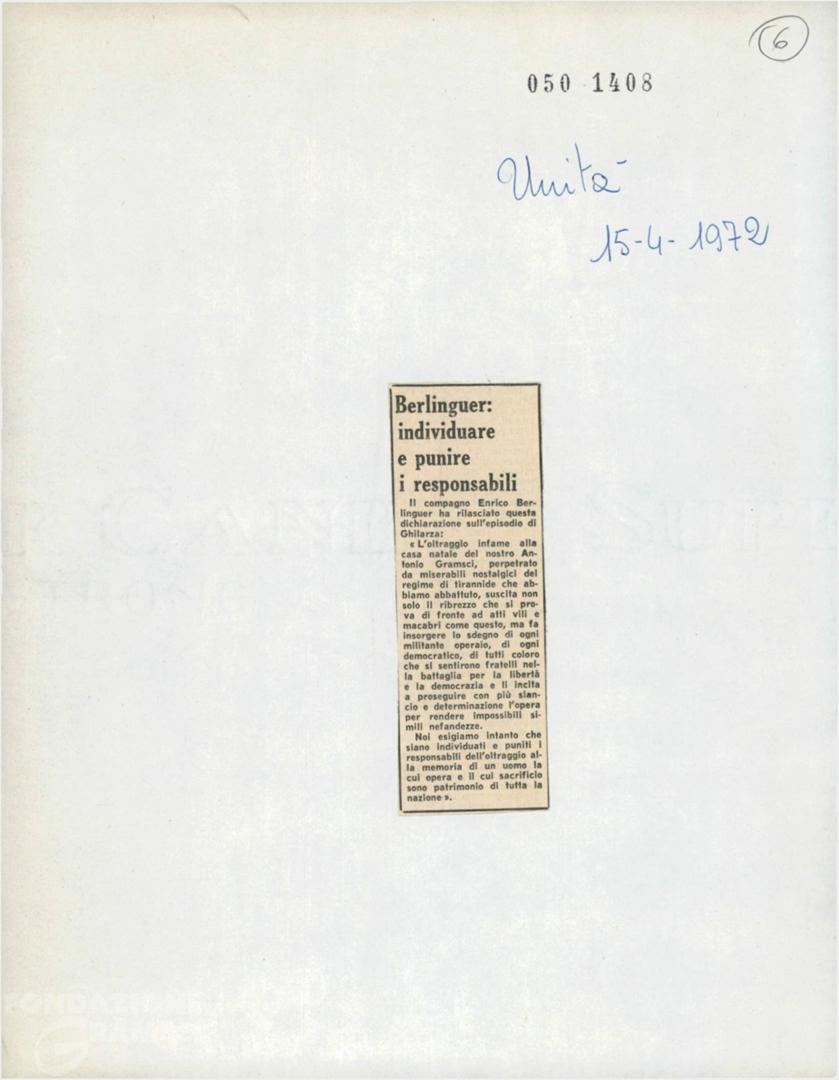 6
050 1408
Unità
15-4-1972
Berlinguer:
individuare
e punire
i responsabili
Il compagno Enrico Ber-
linguer ha rilasciato questa
dichiarazione sull'episodio di
Ghilarza:
« L'oltraggio infame alla
casa natale del nostro An-
tonio Gramsci, perpetrato
da miserabili nostalgici del
regime di tirannide che ab-
biamo abbattuto, suscita non
solo il ribrezzo che si pro-
va di fronte ad atti vili e
macabri come questo, ma fa
insorgere lo sdegno di ogni
militante operaio, di ogni
democratico, di tutti coloro
che si sentirono fratelli nel-
la battaglia per la libertà
e la democrazia e li incita
a proseguire con più slan-
cio e determinazione l'opera
per rendere impossibili si-
mili nefandezze.
Noi esigiamo intanto che
siano individuati e puniti i
responsabili dell'oltraggio al-
la memoria di un uomo la
cui opera e il cui sacrificio
sono patrimonio di tutta la
nazione ».
FONDAZIONE
GRAMSCI